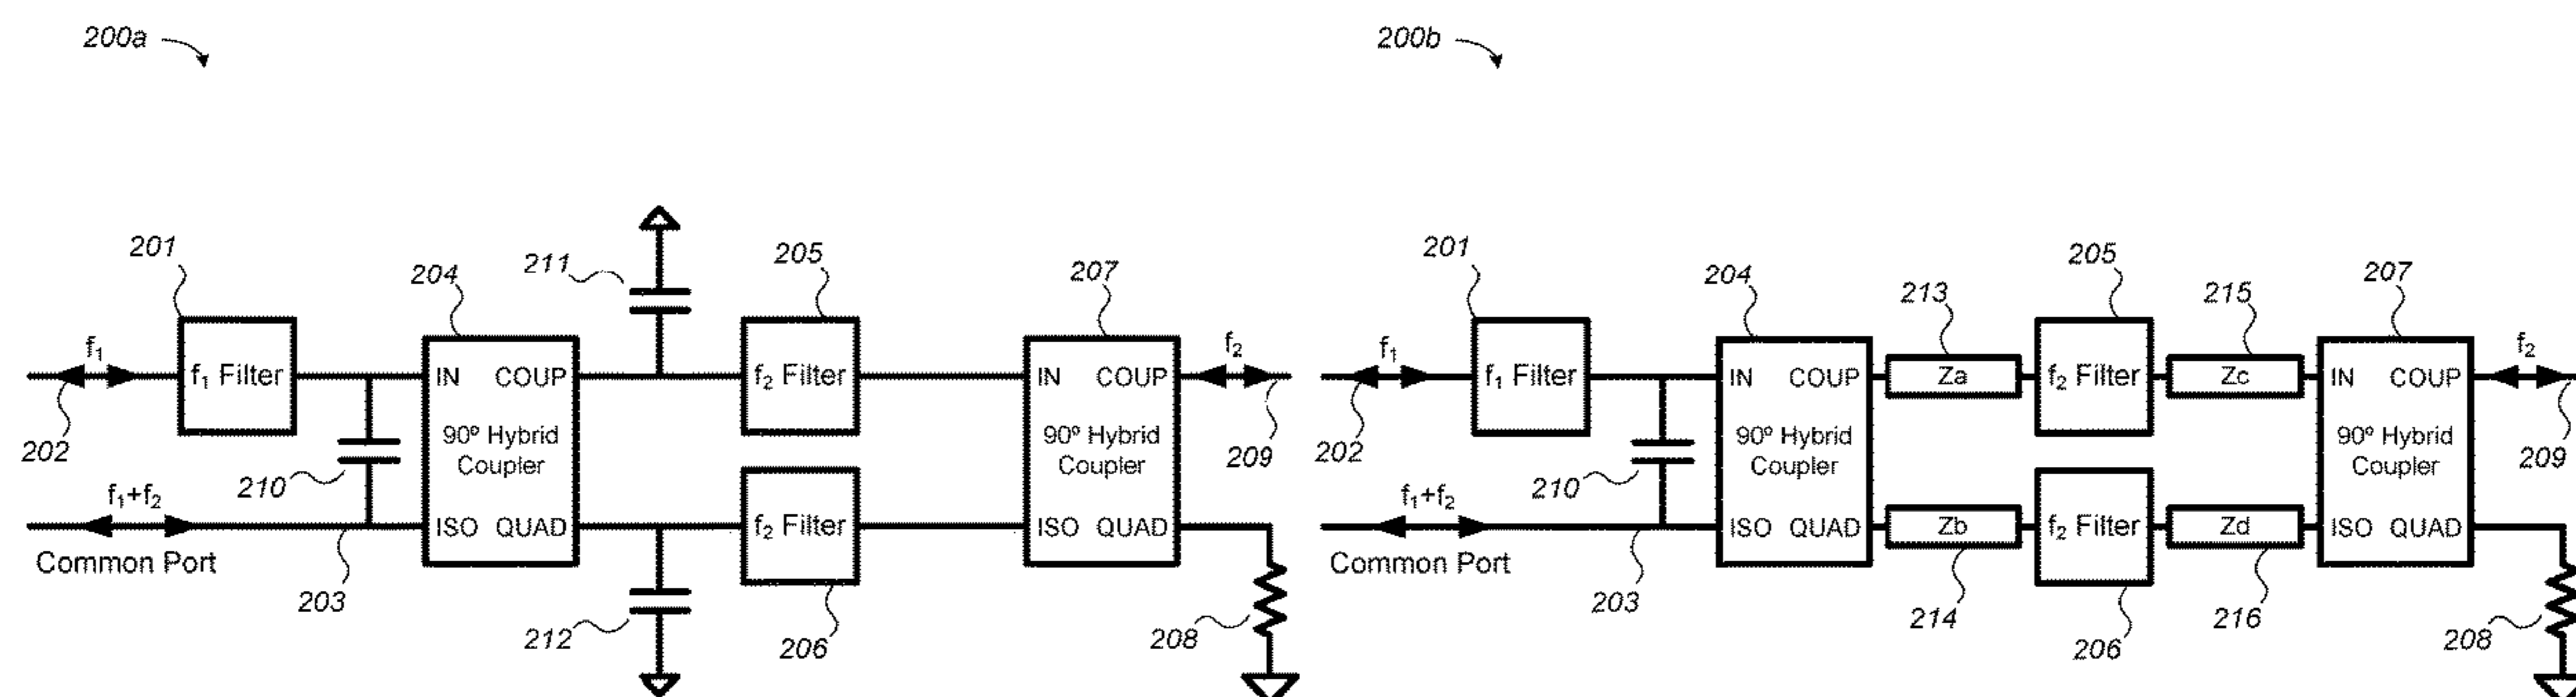 200a
200b
201
204
211
205
207
f₁
f₁ Filter
IN COUP
f₂ Filter
IN COUP
f₂
202
210
90º Hybrid
Coupler
90º Hybrid
Coupler
209
f₁+f₂
Common Port
203
ISO QUAD
f₂ Filter
ISO QUAD
212
206
208
201
204
213
205
215
207
f₁
f₁ Filter
IN COUP
Za
f₂ Filter
Zc
IN COUP
f₂
202
210
90º Hybrid
Coupler
90º Hybrid
Coupler
209
f₁+f₂
Common Port
203
ISO QUAD
Zb
f₂ Filter
Zd
ISO QUAD
214
206
216
208